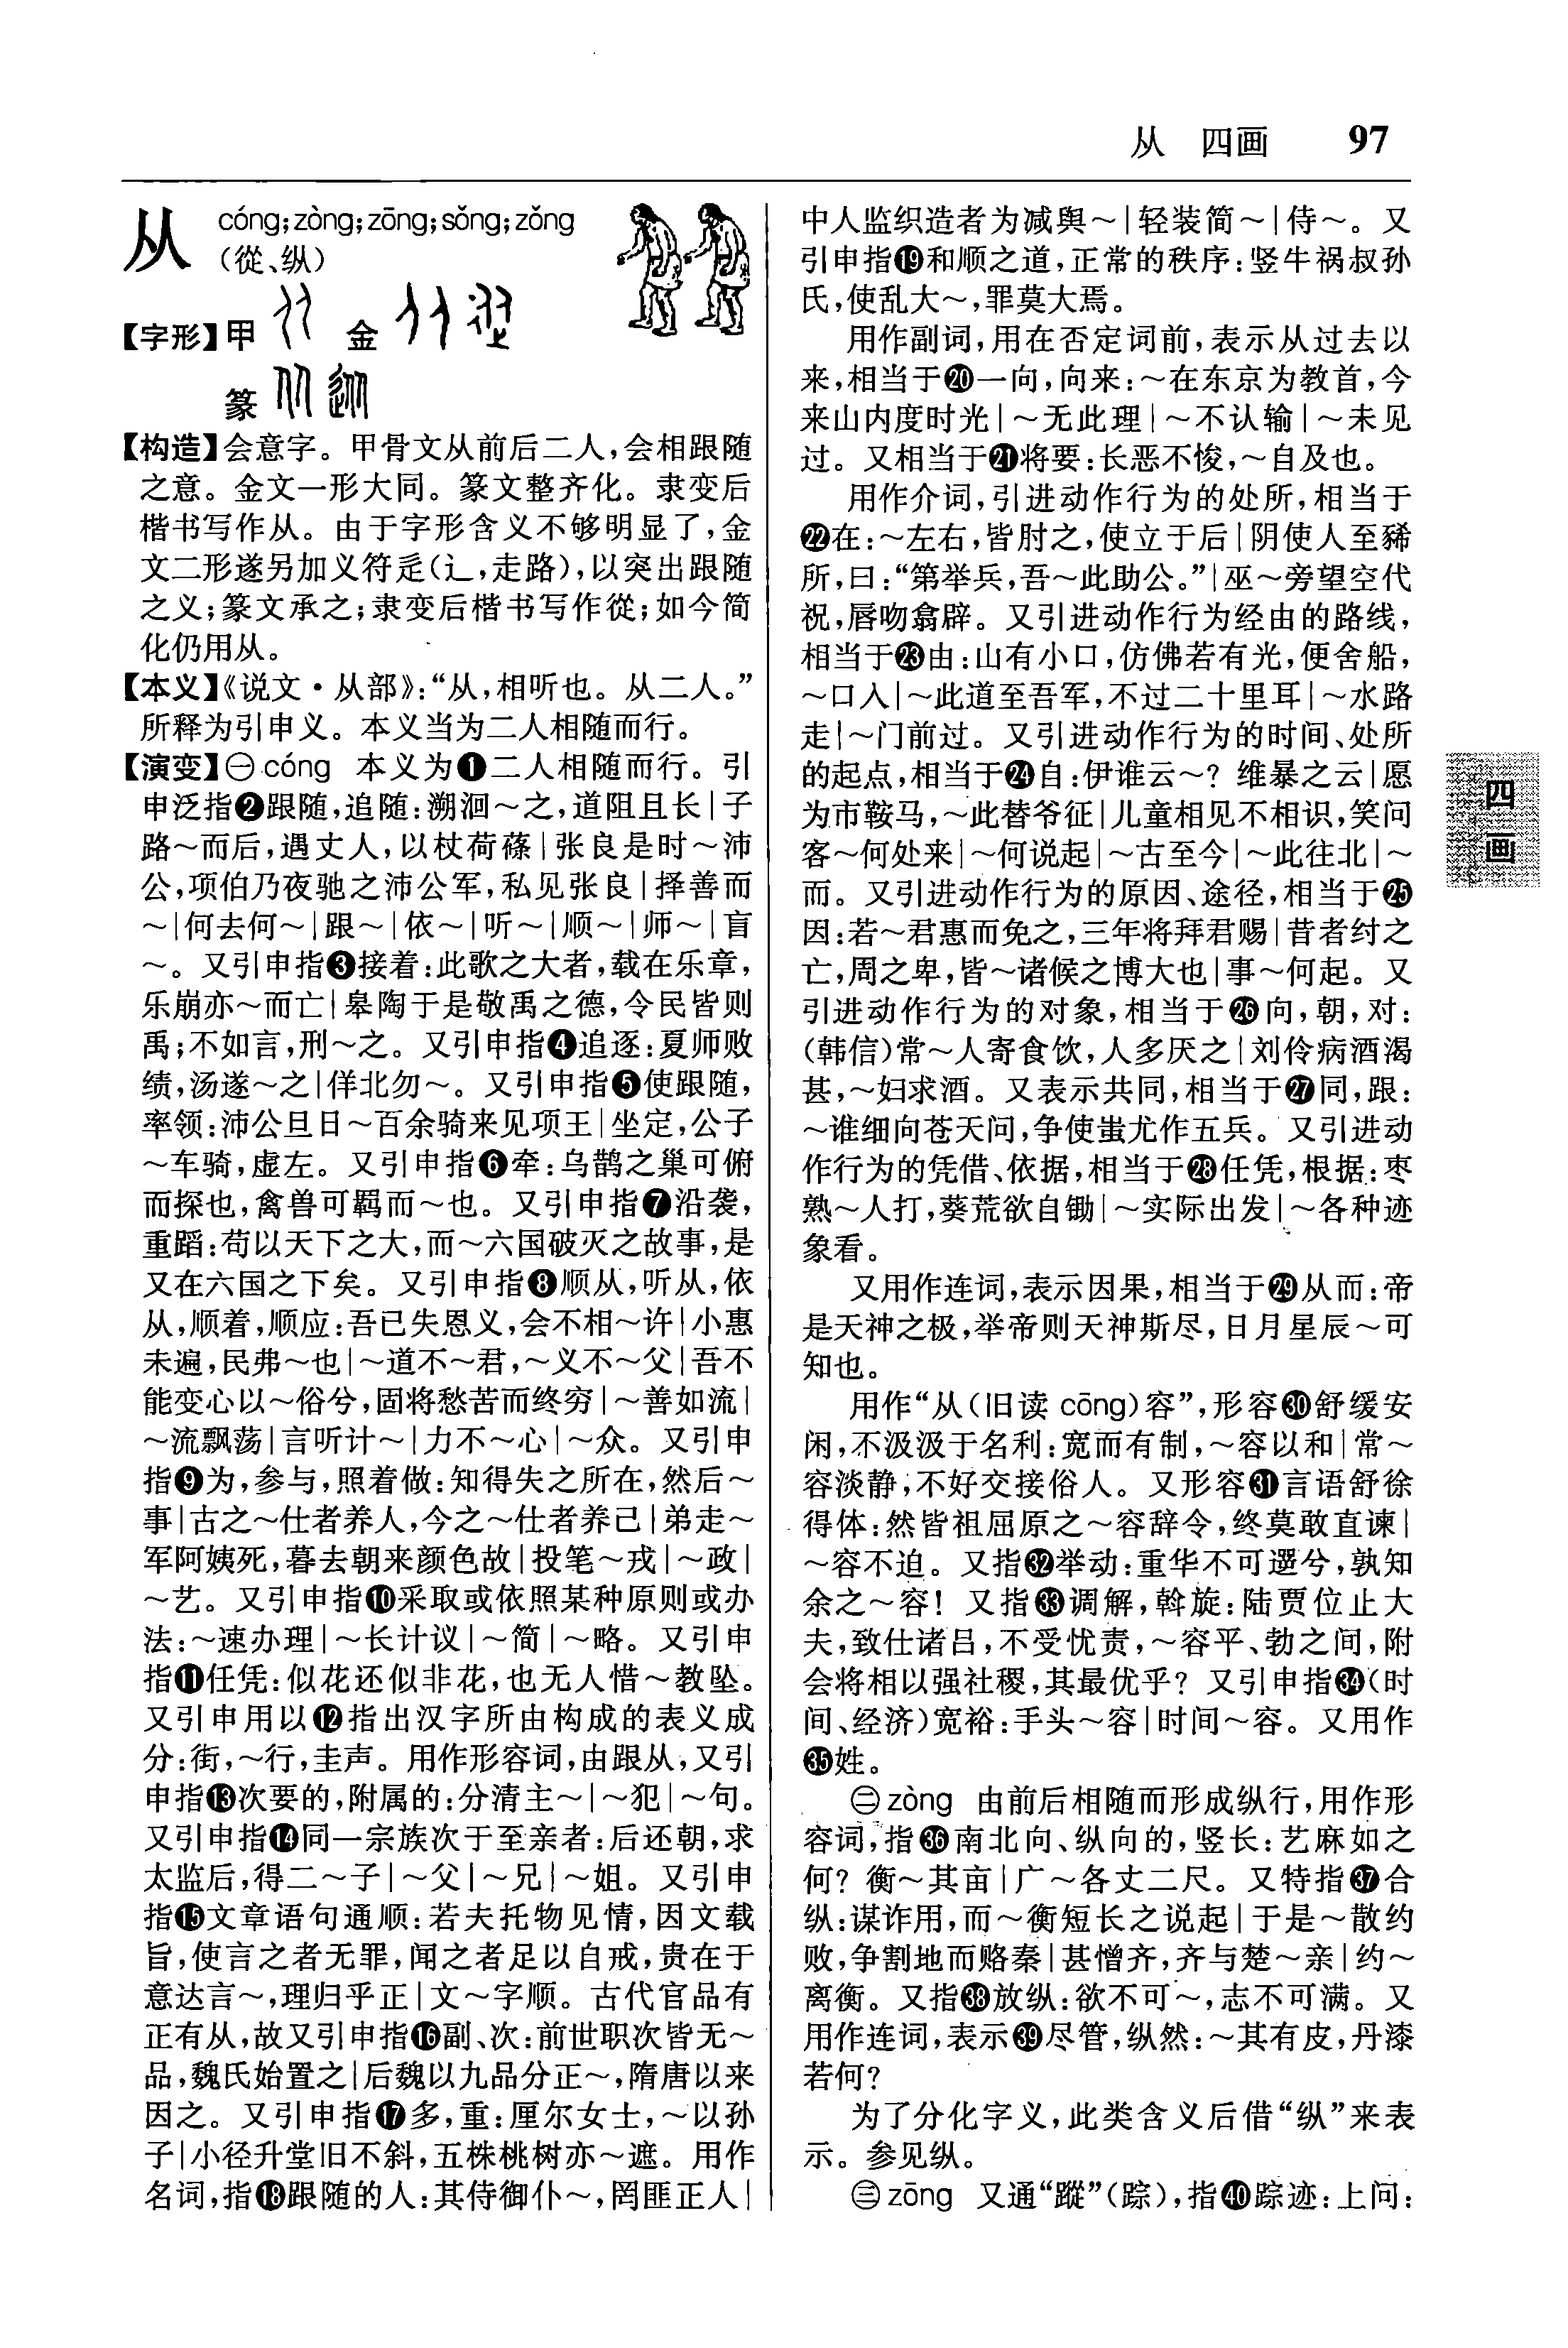 从 四画 97
从 cóng;zòng;zōng;sǒng;zǒng
(從、纵)
【字形】甲 金
篆
【构造】会意字。甲骨文从前后二人,会相跟随
之意。金文一形大同。篆文整齐化。隶变后
楷书写作从。由于字形含义不够明显了,金
文二形遂另加义符辵(辶,走路),以突出跟随
之义;篆文承之;隶变后楷书写作從;如今简
化仍用从。
【本义】《说文·从部》:“从,相听也。从二人。”
所释为引申义。本义当为二人相随而行。
【演变】㊀cóng 本义为❶二人相随而行。引
申泛指❷跟随,追随:溯洄～之,道阻且长|子
路～而后,遇丈人,以杖荷蓧|张良是时～沛
公,项伯乃夜驰之沛公军,私见张良|择善而
～|何去何～|跟～|依～|听～|顺～|师～|盲
～。又引申指❸接着:此歌之大者,载在乐章,
乐崩亦～而亡|皋陶于是敬禹之德,令民皆则
禹;不如言,刑～之。又引申指❹追逐:夏师败
绩,汤遂～之|佯北勿～。又引申指❺使跟随,
率领:沛公旦日～百余骑来见项王|坐定,公子
～车骑,虚左。又引申指❻牵:乌鹊之巢可俯
而探也,禽兽可羁而～也。又引申指❼沿袭,
重蹈:苟以天下之大,而～六国破灭之故事,是
又在六国之下矣。又引申指❽顺从,听从,依
从,顺着,顺应:吾已失恩义,会不相～许|小惠
未遍,民弗～也|～道不～君,～义不～父|吾不
能变心以～俗兮,固将愁苦而终穷|～善如流|
～流飘荡|言听计～|力不～心|～众。又引申
指❾为,参与,照着做:知得失之所在,然后～
事|古之～仕者养人,今之～仕者养己|弟走～
军阿姨死,暮去朝来颜色故|投笔～戎|～政|
～艺。又引申指❿采取或依照某种原则或办
法:～速办理|～长计议|～简|～略。又引申
指⓫任凭:似花还似非花,也无人惜～教坠。
又引申用以⓬指出汉字所由构成的表义成
分:街,～行,圭声。用作形容词,由跟从,又引
申指⓭次要的,附属的:分清主～|～犯|～句。
又引申指⓮同一宗族次于至亲者:后还朝,求
太监后,得二～子|～父|～兄|～姐。又引申
指⓯文章语句通顺:若夫托物见情,因文载
旨,使言之者无罪,闻之者足以自戒,贵在于
意达言～,理归乎正|文～字顺。古代官品有
正有从,故又引申指⓰副、次:前世职次皆无～
品,魏氏始置之|后魏以九品分正～,隋唐以来
因之。又引申指⓱多,重:厘尔女士,～以孙
子|小径升堂旧不斜,五株桃树亦～遮。用作
名词,指⓲跟随的人:其侍御仆～,罔匪正人|
中人监织造者为减舆～|轻装简～|侍～。又
引申指⓳和顺之道,正常的秩序:竖牛祸叔孙
氏,使乱大～,罪莫大焉。
用作副词,用在否定词前,表示从过去以
来,相当于⓴一向,向来:～在东京为教首,今
来山内度时光|～无此理|～不认输|～未见
过。又相当于㉑将要:长恶不悛,～自及也。
用作介词,引进动作行为的处所,相当于
㉒在:～左右,皆肘之,使立于后|阴使人至豨
所,曰:“第举兵,吾～此助公。”|巫～旁望空代
祝,唇吻翕辟。又引进动作行为经由的路线,
相当于㉓由:山有小口,仿佛若有光,便舍船,
～口入|～此道至吾军,不过二十里耳|～水路
走|～门前过。又引进动作行为的时间、处所
的起点,相当于㉔自:伊谁云～？维暴之云|愿
为市鞍马,～此替爷征|儿童相见不相识,笑问
客～何处来|～何说起|～古至今|～此往北|～
而。又引进动作行为的原因、途径,相当于㉕
因:若～君惠而免之,三年将拜君赐|昔者纣之
亡,周之卑,皆～诸候之博大也|事～何起。又
引进动作行为的对象,相当于㉖向,朝,对:
(韩信)常～人寄食饮,人多厌之|刘伶病酒渴
甚,～妇求酒。又表示共同,相当于㉗同,跟:
～谁细向苍天问,争使蚩尤作五兵。又引进动
作行为的凭借、依据,相当于㉘任凭,根据:枣
熟～人打,葵荒欲自锄|～实际出发|～各种迹
象看。
又用作连词,表示因果,相当于㉙从而:帝
是天神之极,举帝则天神斯尽,日月星辰～可
知也。
用作“从(旧读 cōng)容”,形容㉚舒缓安
闲,不汲汲于名利:宽而有制,～容以和|常～
容淡静,不好交接俗人。又形容㉛言语舒徐
得体:然皆祖屈原之～容辞令,终莫敢直谏|
～容不迫。又指㉜举动:重华不可遻兮,孰知
余之～容！又指㉝调解,斡旋:陆贾位止大
夫,致仕诸吕,不受忧责,～容平、勃之间,附
会将相以强社稷,其最优乎？又引申指㉞(时
间、经济)宽裕:手头～容|时间～容。又用作
㉟姓。
㊁zòng 由前后相随而形成纵行,用作形
容词,指㊱南北向、纵向的,竖长:艺麻如之
何？衡～其亩|广～各丈二尺。又特指㊲合
纵:谋诈用,而～衡短长之说起|于是～散约
败,争割地而赂秦|甚憎齐,齐与楚～亲|约～
离衡。又指㊳放纵:欲不可～,志不可满。又
用作连词,表示㊴尽管,纵然:～其有皮,丹漆
若何？
为了分化字义,此类含义后借“纵”来表
示。参见纵。
㊂zōng 又通“蹤”(踪),指㊵踪迹:上问:
四画